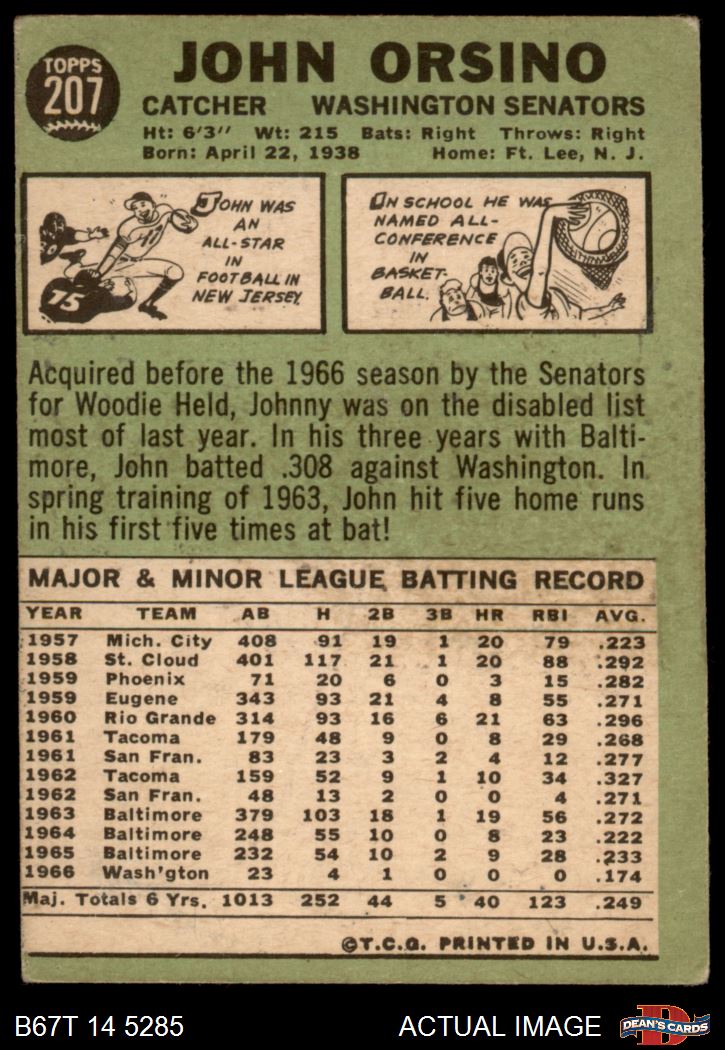 TOPPS
207
JOHN ORSINO
CATCHER WASHINGTON SENATORS
Ht: 6'3" Wt: 215 Bats: Right Throws: Right
Born: April 22, 1938 Home: Ft. Lee, N. J.
JOHN WAS
AN
ALL-STAR
IN
FOOTBALL IN
NEW JERSEY.
75
IN SCHOOL HE WAS
NAMED ALL-
CONFERENCE
IN
BASKET-
BALL.
Acquired before the 1966 season by the Senators
for Woodie Held, Johnny was on the disabled list
most of last year. In his three years with Balti-
more, John batted .308 against Washington. In
spring training of 1963, John hit five home runs
in his first five times at bat!
MAJOR & MINOR LEAGUE BATTING RECORD
YEAR TEAM AB H 2B 3B HR RBI AVG.
1957 Mich. City 408 91 19 1 20 79 .223
1958 St. Cloud 401 117 21 1 20 88 .292
1959 Phoenix 71 20 6 0 3 15 .282
1959 Eugene 343 93 21 4 8 55 .271
1960 Rio Grande 314 93 16 6 21 63 .296
1961 Tacoma 179 48 9 0 8 29 .268
1961 San Fran. 83 23 3 2 4 12 .277
1962 Tacoma 159 52 9 1 10 34 .327
1962 San Fran. 48 13 2 0 0 4 .271
1963 Baltimore 379 103 18 1 19 56 .272
1964 Baltimore 248 55 10 0 8 23 .222
1965 Baltimore 232 54 10 2 9 28 .233
1966 Wash'gton 23 4 1 0 0 0 .174
Maj. Totals 6 Yrs. 1013 252 44 5 40 123 .249
©T.C.G. PRINTED IN U.S.A.
B67T 14 5285 ACTUAL IMAGE
D
DEAN'S CARDS